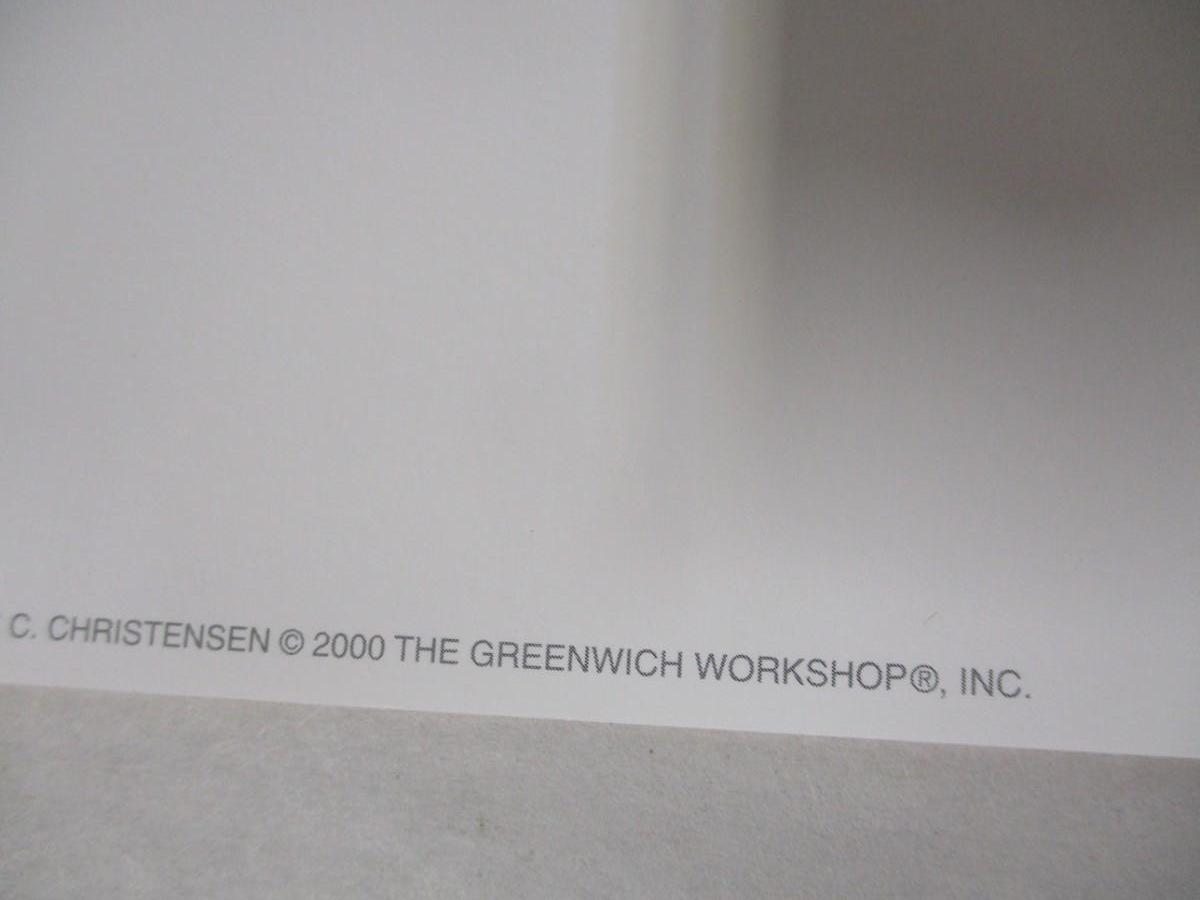 C. CHRISTENSEN © 2000 THE GREENWICH WORKSHOP®, INC.